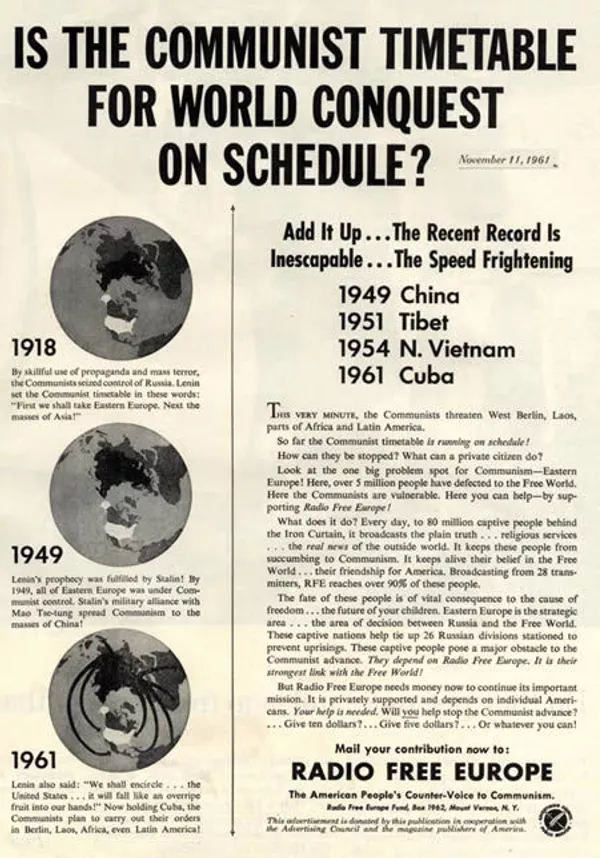 IS THE COMMUNIST TIMETABLE
FOR WORLD CONQUEST
ON SCHEDULE?
November 11, 1961
1918
By skillful use of propaganda and mass terror,
the Communists seized control of Russia. Lenin
set the Communist timetable in these words:
"First we shall take Eastern Europe. Next the
masses of Asia!"
1949
Lenin's prophecy was fulfilled by Stalin! By
1949, all of Eastern Europe was under Com-
munist control. Stalin's military alliance with
Mao Tse-tung spread Communism to the
masses of China!
1961
Lenin also said: "We shall encircle . . . the
United States . . . it will fall like an overripe
fruit into our hands!" Now holding Cuba, the
Communists plan to carry out their orders
in Berlin, Laos, Africa, even Latin America!
Add It Up...The Recent Record Is
Inescapable...The Speed Frightening
1949 China
1951 Tibet
1954 N. Vietnam
1961 Cuba
THIS VERY MINUTE, the Communists threaten West Berlin, Laos,
parts of Africa and Latin America.
So far the Communist timetable is running on schedule!
How can they be stopped? What can a private citizen do?
Look at the one big problem spot for Communism—Eastern
Europe! Here, over 5 million people have defected to the Free World.
Here the Communists are vulnerable. Here you can help—by sup-
porting Radio Free Europe!
What does it do? Every day, to 80 million captive people behind
the Iron Curtain, it broadcasts the plain truth . . . religious services
. . . the real news of the outside world. It keeps these people from
succumbing to Communism. It keeps alive their belief in the Free
World . . . their friendship for America. Broadcasting from 28 trans-
mitters, RFE reaches over 90% of these people.
The fate of these people is of vital consequence to the cause of
freedom . . . the future of your children. Eastern Europe is the strategic
area . . . the area of decision between Russia and the Free World.
These captive nations help tie up 26 Russian divisions stationed to
prevent uprisings. These captive people pose a major obstacle to the
Communist advance. They depend on Radio Free Europe. It is their
strongest link with the Free World!
But Radio Free Europe needs money now to continue its important
mission. It is privately supported and depends on individual Ameri-
cans. Your help is needed. Will you help stop the Communist advance?
. . . Give ten dollars? . . . Give five dollars? . . . Or whatever you can!
Mail your contribution now to:
RADIO FREE EUROPE
The American People's Counter-Voice to Communism.
Radio Free Europe Fund, Box 1962, Mount Vernon, N. Y.
This advertisement is donated by this publication in cooperation with
the Advertising Council and the magazine publishers of America.